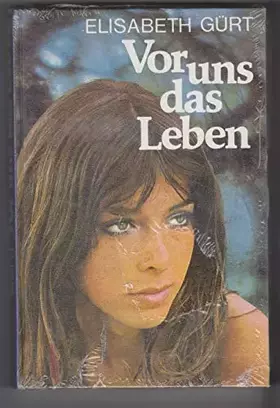 ELISABETH GÜRT
Vor uns
das
Leben